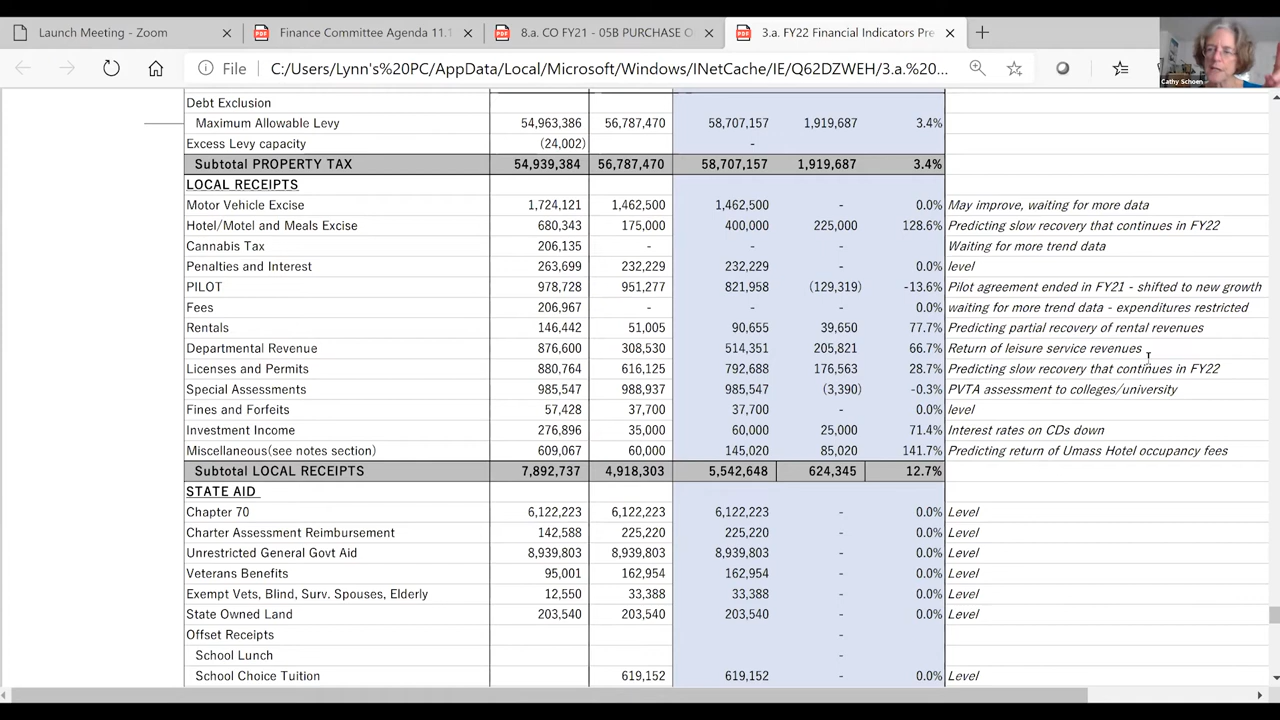 Launch Meeting - Zoom
Finance Committee Agenda 11.1
8.a. CO FY21 - 05B PURCHASE O
3.a. FY22 Financial Indicators Pre
File C:/Users/Lynn's%20PC/AppData/Local/Microsoft/Windows/INetCache/IE/Q62DZWEH/3.a.%20...
Cathy Schoen
Debt Exclusion
Maximum Allowable Levy 54,963,386 56,787,470 58,707,157 1,919,687 3.4%
Excess Levy capacity (24,002) -
Subtotal PROPERTY TAX 54,939,384 56,787,470 58,707,157 1,919,687 3.4%
LOCAL RECEIPTS
Motor Vehicle Excise 1,724,121 1,462,500 1,462,500 - 0.0% May improve, waiting for more data
Hotel/Motel and Meals Excise 680,343 175,000 400,000 225,000 128.6% Predicting slow recovery that continues in FY22
Cannabis Tax 206,135 - - - Waiting for more trend data
Penalties and Interest 263,699 232,229 232,229 - 0.0% level
PILOT 978,728 951,277 821,958 (129,319) -13.6% Pilot agreement ended in FY21 - shifted to new growth
Fees 206,967 - - - 0.0% waiting for more trend data - expenditures restricted
Rentals 146,442 51,005 90,655 39,650 77.7% Predicting partial recovery of rental revenues
Departmental Revenue 876,600 308,530 514,351 205,821 66.7% Return of leisure service revenues
Licenses and Permits 880,764 616,125 792,688 176,563 28.7% Predicting slow recovery that continues in FY22
Special Assessments 985,547 988,937 985,547 (3,390) -0.3% PVTA assessment to colleges/university
Fines and Forfeits 57,428 37,700 37,700 - 0.0% level
Investment Income 276,896 35,000 60,000 25,000 71.4% Interest rates on CDs down
Miscellaneous(see notes section) 609,067 60,000 145,020 85,020 141.7% Predicting return of Umass Hotel occupancy fees
Subtotal LOCAL RECEIPTS 7,892,737 4,918,303 5,542,648 624,345 12.7%
STATE AID
Chapter 70 6,122,223 6,122,223 6,122,223 - 0.0% Level
Charter Assessment Reimbursement 142,588 225,220 225,220 - 0.0% Level
Unrestricted General Govt Aid 8,939,803 8,939,803 8,939,803 - 0.0% Level
Veterans Benefits 95,001 162,954 162,954 - 0.0% Level
Exempt Vets, Blind, Surv. Spouses, Elderly 12,550 33,388 33,388 - 0.0% Level
State Owned Land 203,540 203,540 203,540 - 0.0% Level
Offset Receipts -
School Lunch -
School Choice Tuition 619,152 619,152 - 0.0% Level